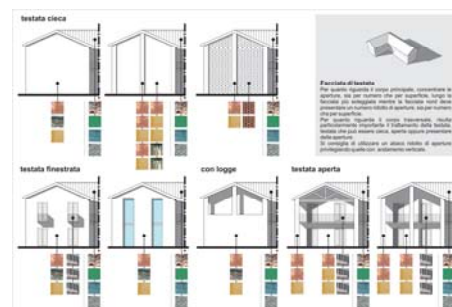 testata cieca
Facciata di testata
Per quanto riguarda il corpo principale, concentrare le
aperture, sia per numero che per superficie, lungo la
facciata più soleggiata mentre la facciata nord deve
presentare un numero ridotto di aperture, sia per numero
che per superficie.
Per quanto riguarda il corpo trasversale, risulta
particolarmente importante il trattamento della testata,
testata che può essere cieca, aperta oppure presentare
delle aperture.
Si consiglia di utilizzare un abaco ridotto di aperture
privilegiando quelle con andamento verticale.
testata finestrata
con logge
testata aperta